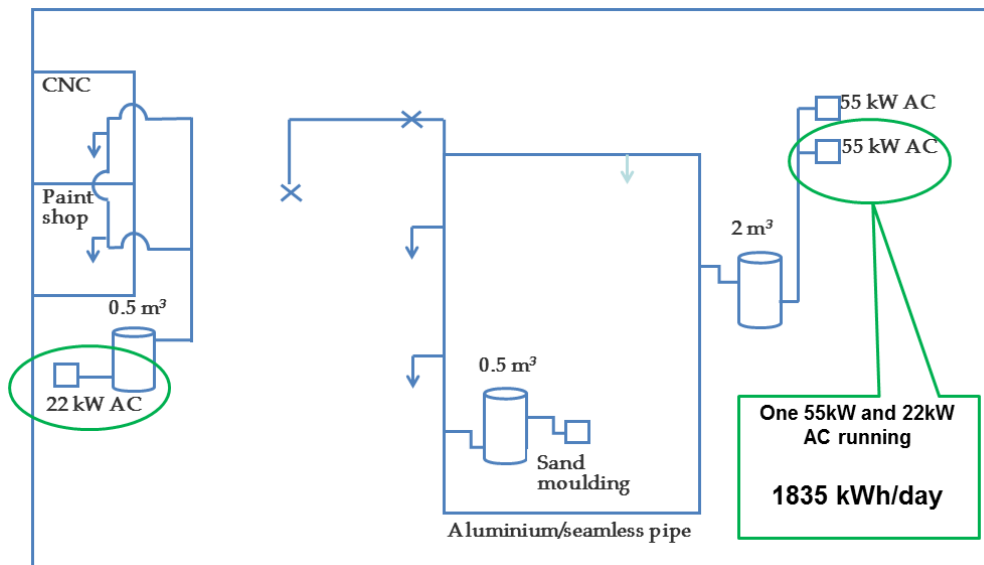 CNC
Paint
shop
0.5 m³
22 kW AC
55 kW AC
55 kW AC
2 m³
0.5 m³
Sand
moulding
Aluminium/seamless pipe
One 55kW and 22kW
AC running
1835 kWh/day